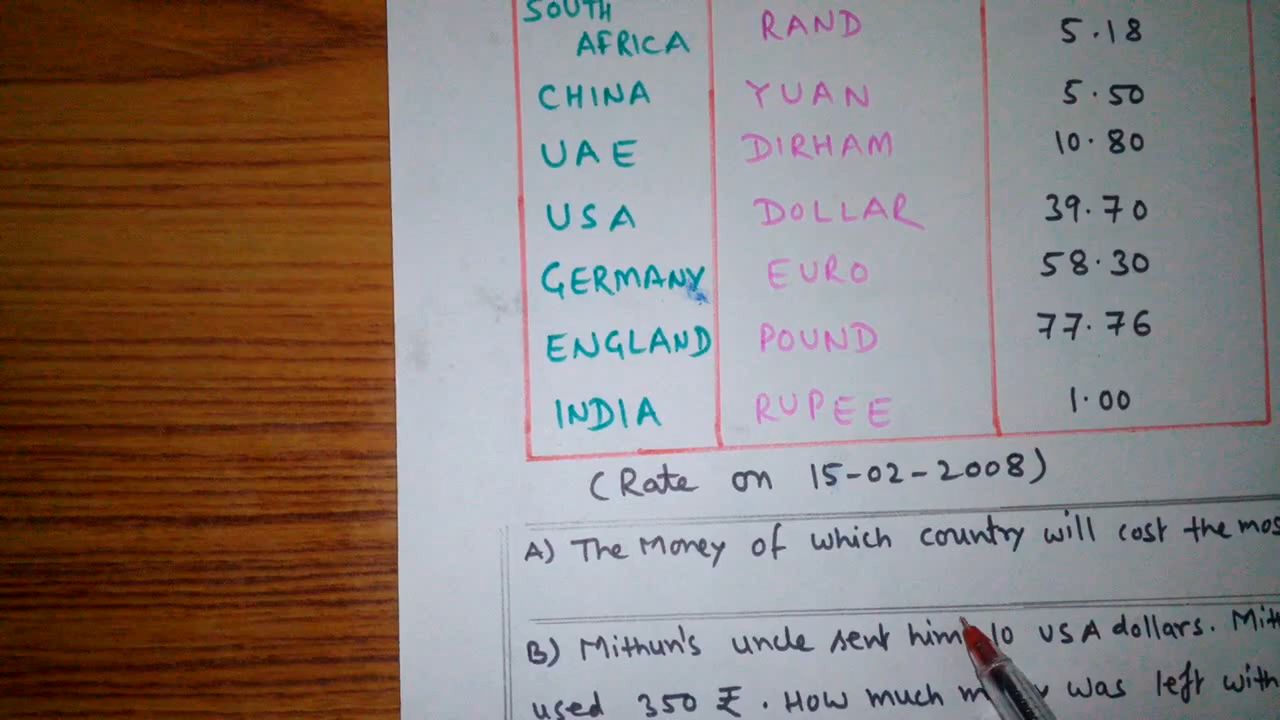 SOUTH
AFRICA RAND 5.18
CHINA YUAN 5.50
UAE DIRHAM 10.80
USA DOLLAR 39.70
GERMANY EURO 58.30
ENGLAND POUND 77.76
INDIA RUPEE 1.00
(Rate on 15-02-2008)
A) The Money of which country will cost the mos
B) Mithun's uncle sent him 10 USA dollars. Mit
used 350 ₹. How much was left with